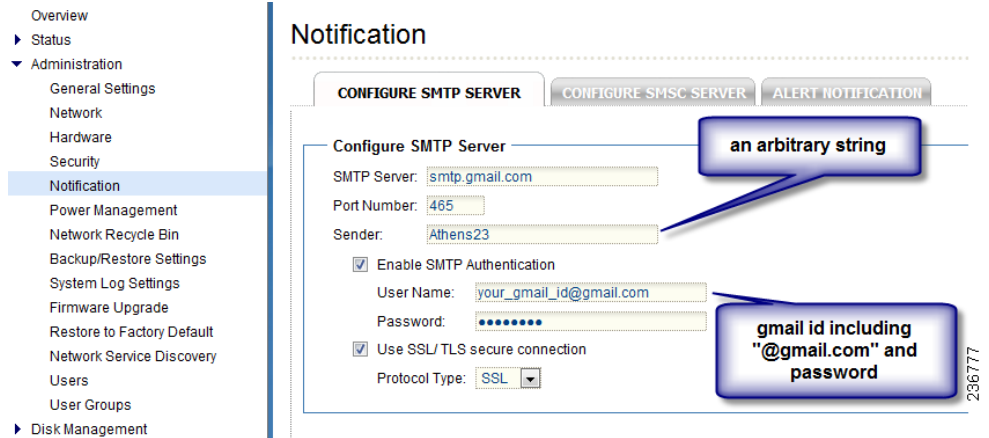 Overview
Status
Administration
General Settings
Network
Hardware
Security
Notification
Power Management
Network Recycle Bin
Backup/Restore Settings
System Log Settings
Firmware Upgrade
Restore to Factory Default
Network Service Discovery
Users
User Groups
Disk Management
Notification
CONFIGURE SMTP SERVER
CONFIGURE SMSC SERVER
ALERT NOTIFICATION
Configure SMTP Server
an arbitrary string
SMTP Server: smtp.gmail.com
Port Number: 465
Sender: Athens23
Enable SMTP Authentication
User Name: your_gmail_id@gmail.com
Password: ••••••••
Use SSL/ TLS secure connection
Protocol Type: SSL
gmail id including
"@gmail.com" and
password
236777